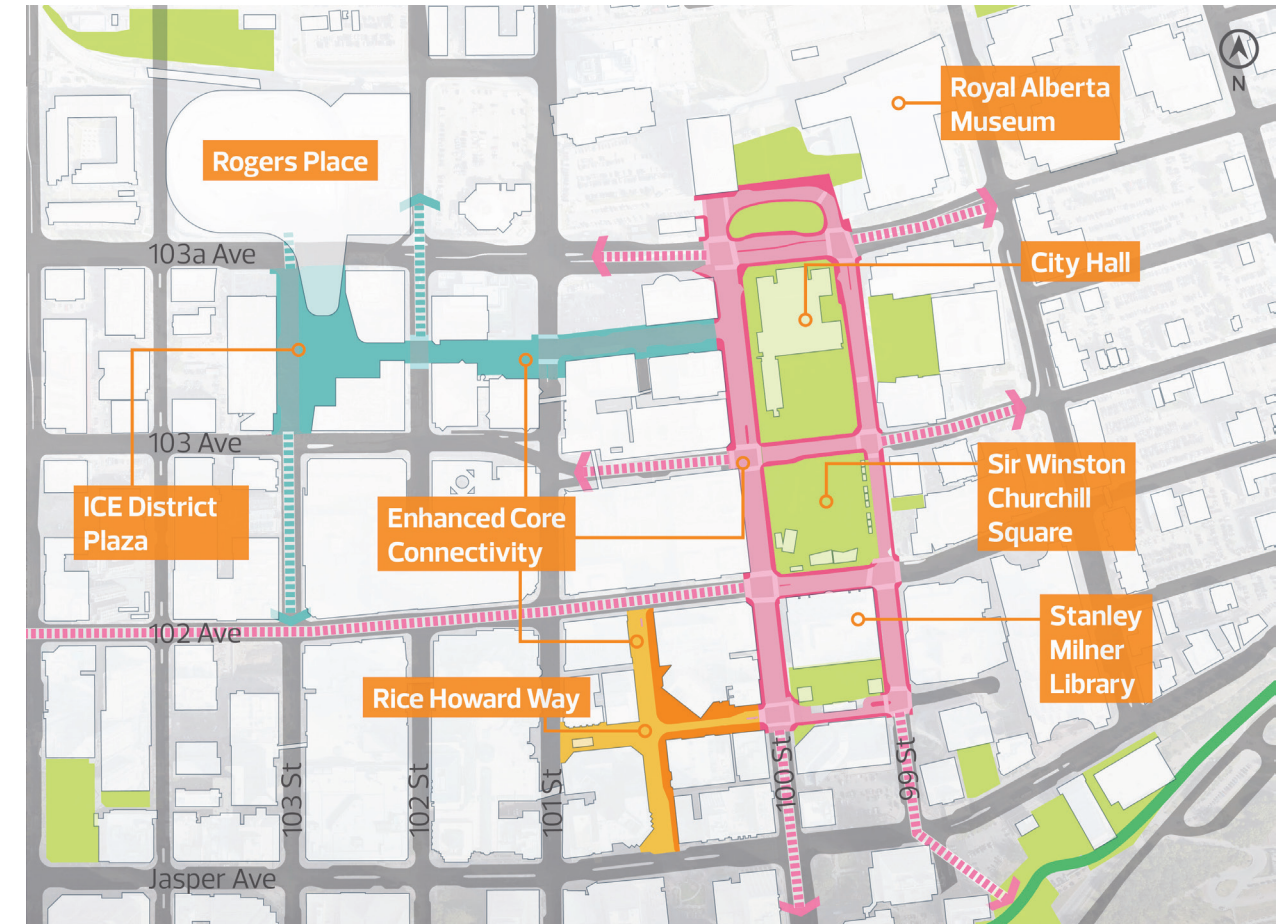 N
Royal Alberta
Museum
Rogers Place
103a Ave
City Hall
103 Ave
ICE District
Plaza
Enhanced Core
Connectivity
Sir Winston
Churchill
Square
102 Ave
Stanley
Milner
Library
Rice Howard Way
103 St
102 St
101 St
100 St
99 St
Jasper Ave